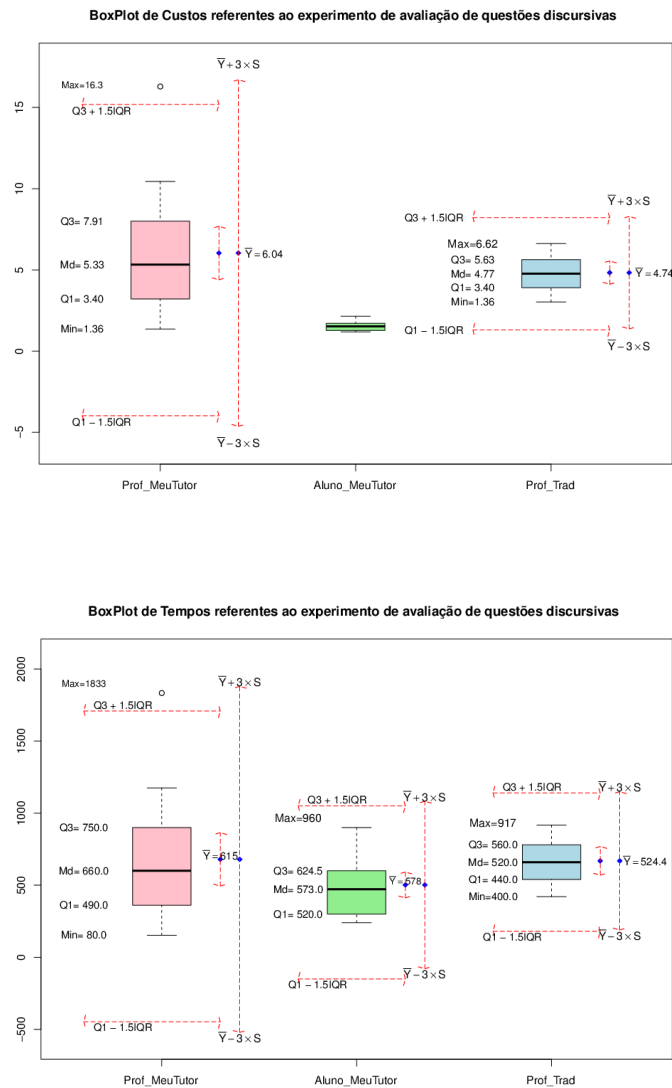 BoxPlot de Custos referentes ao experimento de avaliação de questões discursivas
Y̅+3×S
Max=16.3
Q3+1.5IQR
15
10
5
0
−5
Q3= 7.91
Md= 5.33
Q1= 3.40
Min=1.36
Y̅=6.04
Q1−1.5IQR
Y̅−3×S
Y̅+3×S
Q3+1.5IQR
Max=6.62
Q3= 5.63
Md= 4.77
Q1= 3.40
Min=1.36
Y̅=4.74
Q1−1.5IQR
Y̅−3×S
Prof_MeuTutor
Aluno_MeuTutor
Prof_Trad
BoxPlot de Tempos referentes ao experimento de avaliação de questões discursivas
2000
1500
1000
500
0
−500
Max=1833
Y̅+3×S
Q3+1.5IQR
Q3= 750.0
Md= 660.0
Q1= 490.0
Min= 80.0
Y̅=615
Q1−1.5IQR
Y̅−3×S
Q3+1.5IQR
Y̅+3×S
Max=960
Q3= 624.5
Md= 573.0
Q1= 520.0
Y̅=578
Q1−1.5IQR
Y̅−3×S
Q3+1.5IQR
Y̅+3×S
Max=917
Q3= 560.0
Md= 520.0
Q1= 440.0
Min=400.0
Y̅=524.4
Q1−1.5IQR
Y̅−3×S
Prof_MeuTutor
Aluno_MeuTutor
Prof_Trad